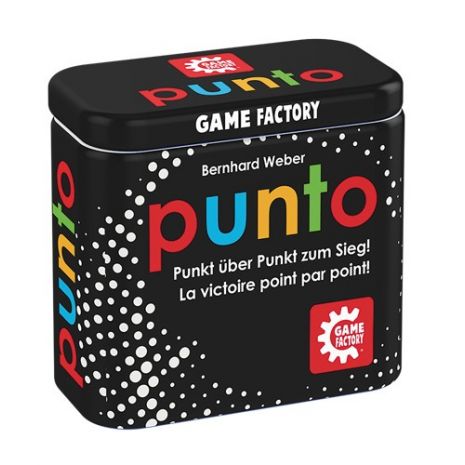 GAME
FACTORY
punto
GAME FACTORY
Bernhard Weber
punto
Punkt über Punkt zum Sieg!
La victoire point par point!
GAME
FACTORY
punto